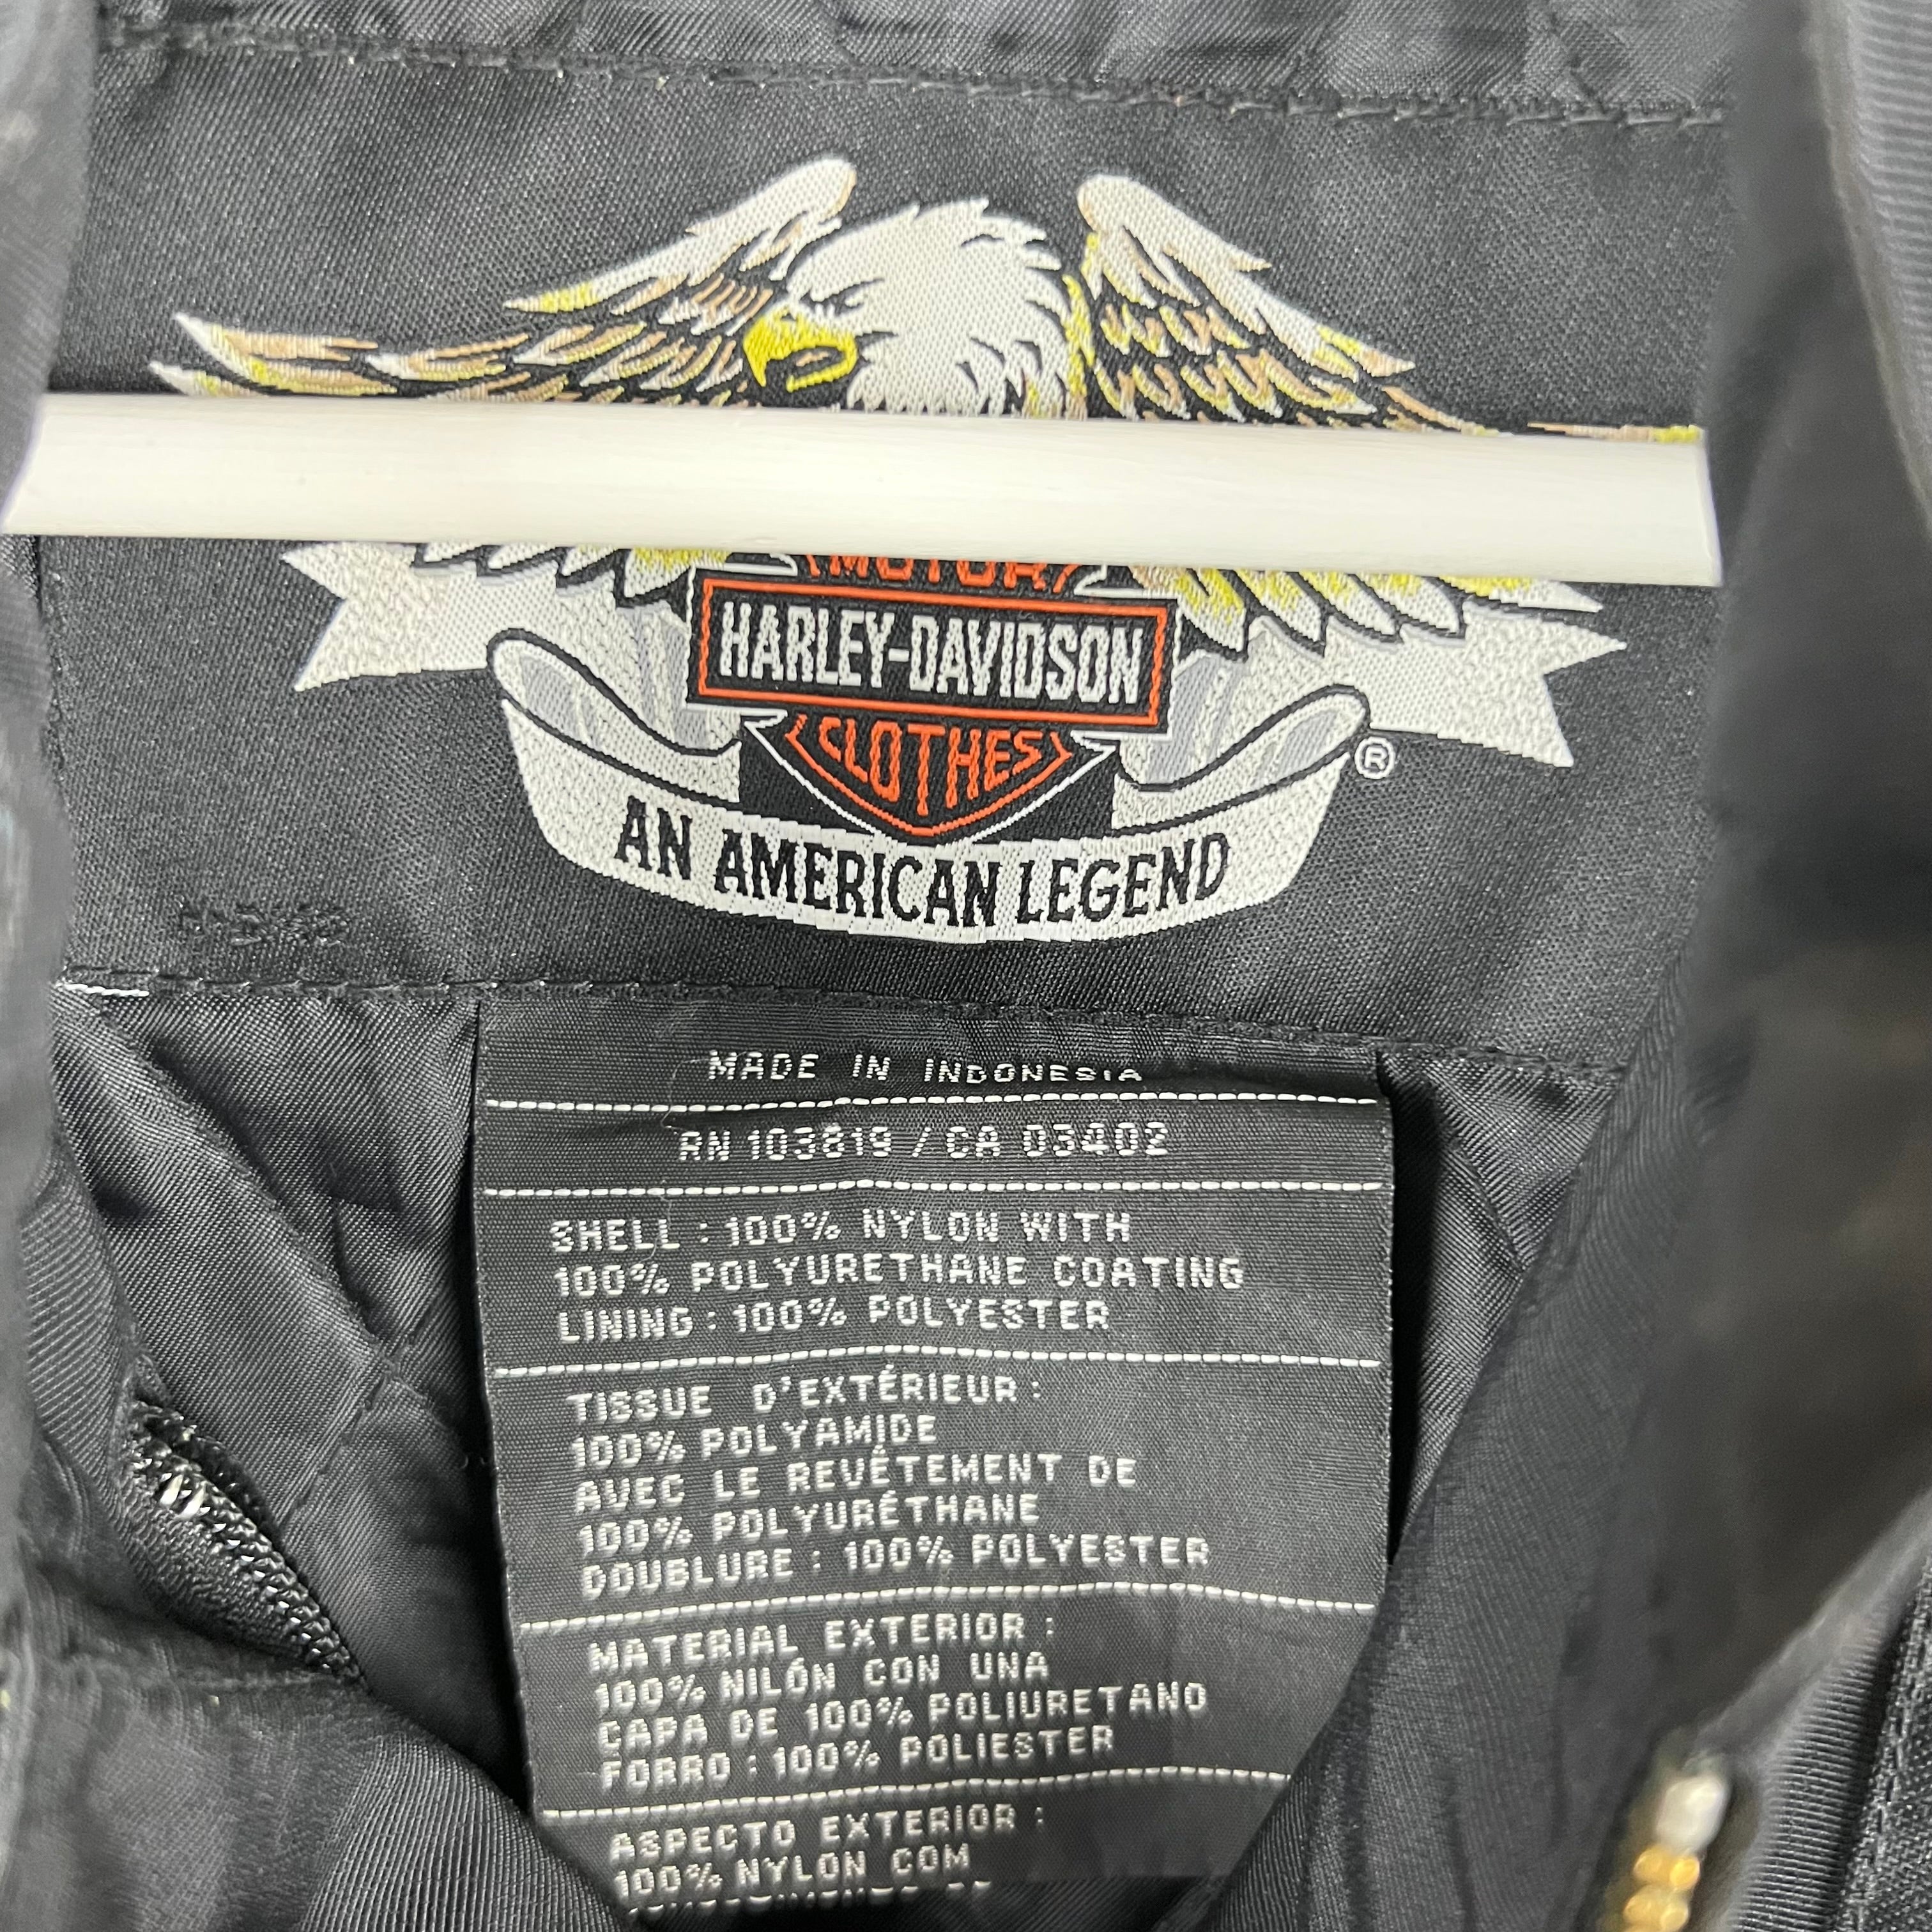 MOTOR
HARLEY-DAVIDSON
CLOTHES
®
AN AMERICAN LEGEND
MADE IN INDONESIA
RN 103819 / CA 03402
SHELL : 100% NYLON WITH
100% POLYURETHANE COATING
LINING : 100% POLYESTER
TISSUE D'EXTÉRIEUR :
100% POLYAMIDE
AVEC LE REVÊTEMENT DE
100% POLYURÉTHANE
DOUBLURE : 100% POLYESTER
MATERIAL EXTERIOR :
100% NILÓN CON UNA
CAPA DE 100% POLIURETANO
FORRO : 100% POLIESTER
ASPECTO EXTERIOR :
100% NYLON COM